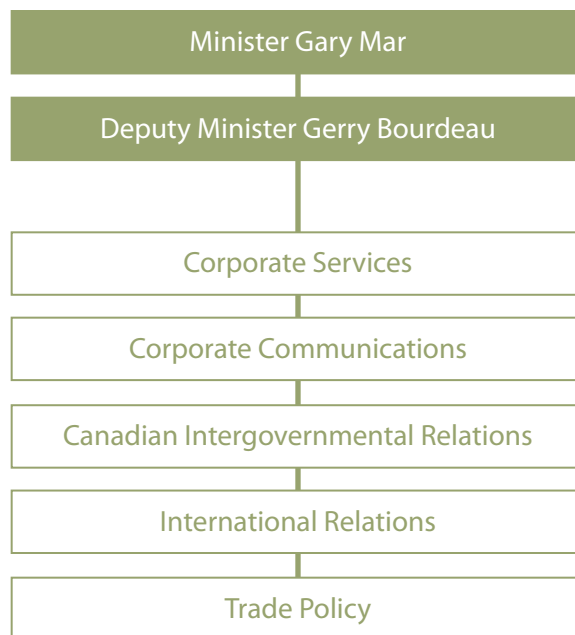 Minister Gary Mar
Deputy Minister Gerry Bourdeau
Corporate Services
Corporate Communications
Canadian Intergovernmental Relations
International Relations
Trade Policy